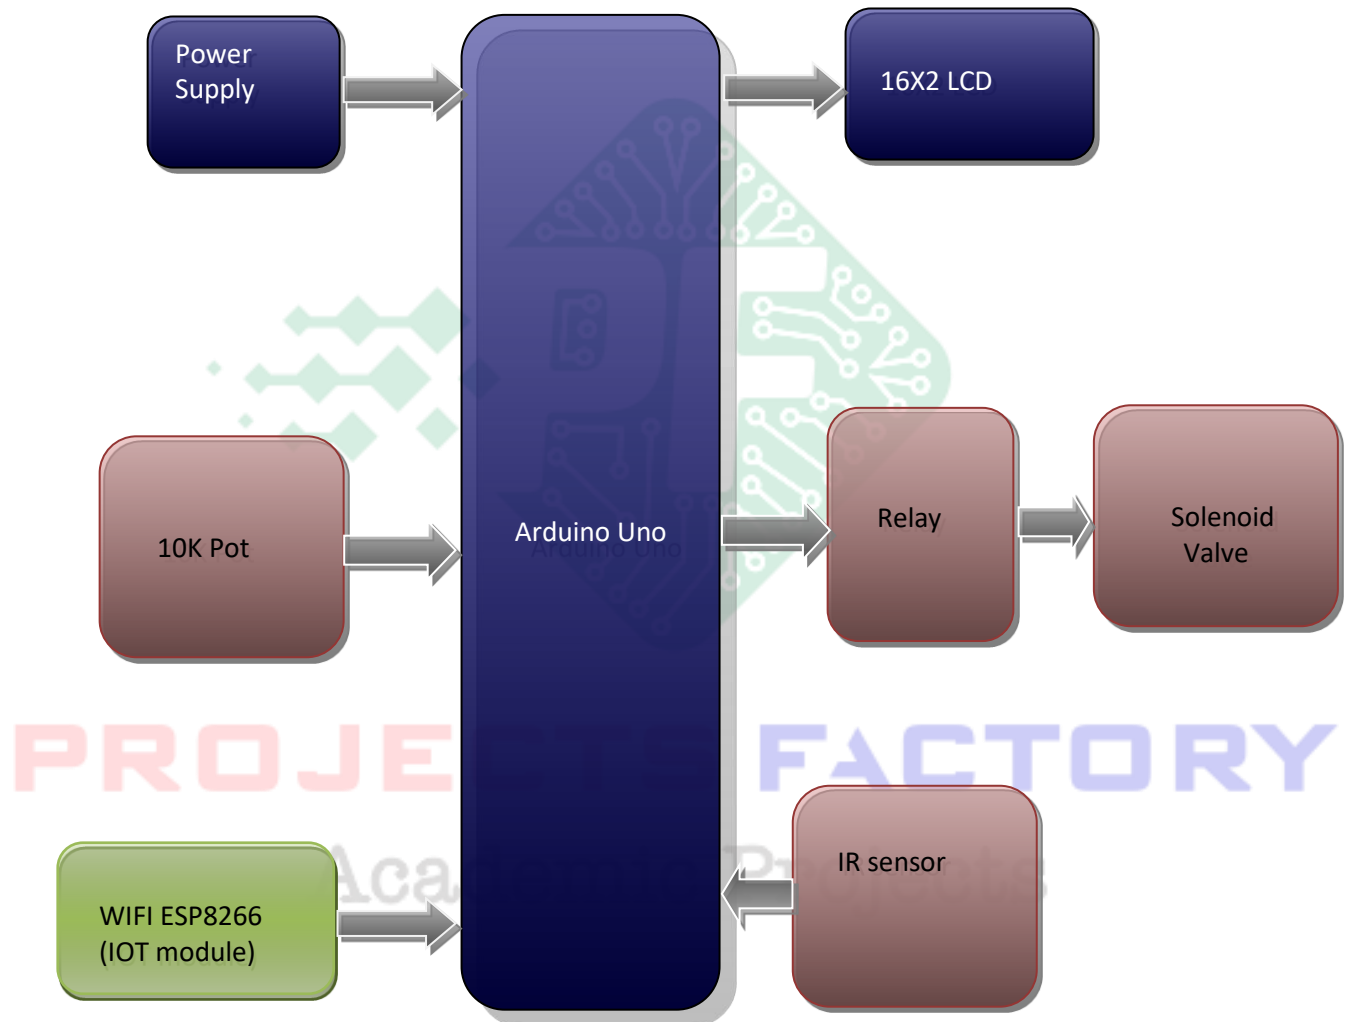 Power
Supply
16X2 LCD
10K Pot
Arduino Uno
Relay
Solenoid
Valve
PROJECTS FACTORY
Academic Projects
WIFI ESP8266
(IOT module)
IR sensor